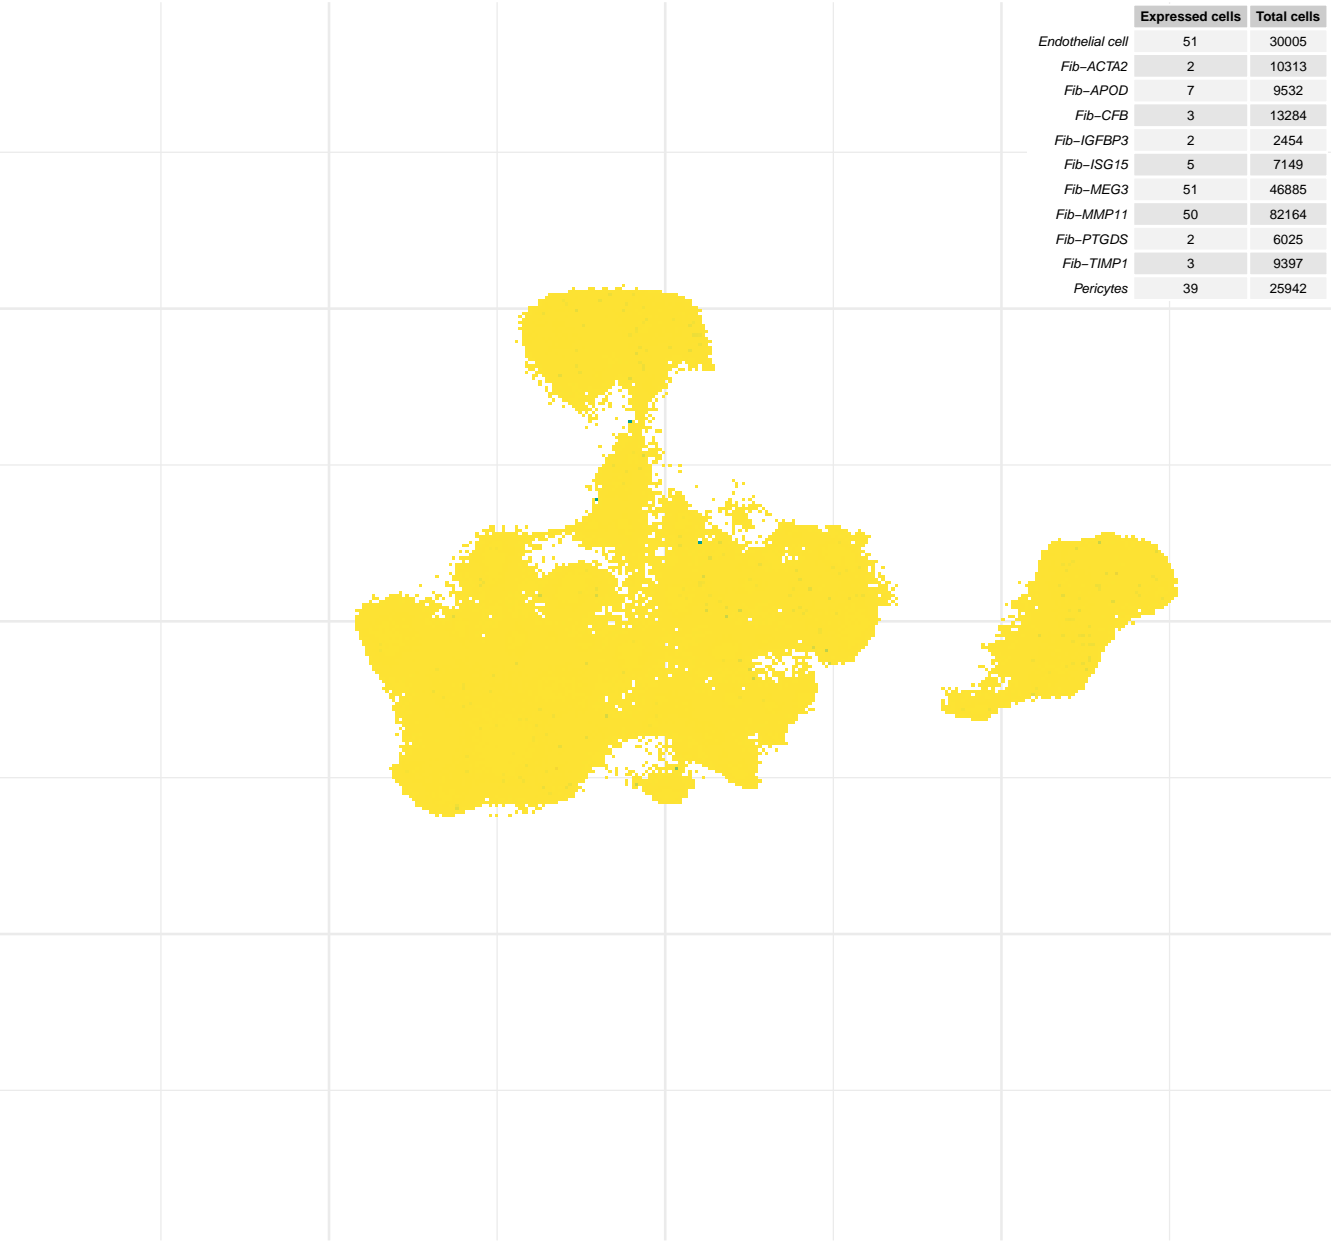 Expressed cells Total cells
Endothelial cell 51 30005
Fib−ACTA2 2 10313
Fib−APOD 7 9532
Fib−CFB 3 13284
Fib−IGFBP3 2 2454
Fib−ISG15 5 7149
Fib−MEG3 51 46885
Fib−MMP11 50 82164
Fib−PTGDS 2 6025
Fib−TIMP1 3 9397
Pericytes 39 25942